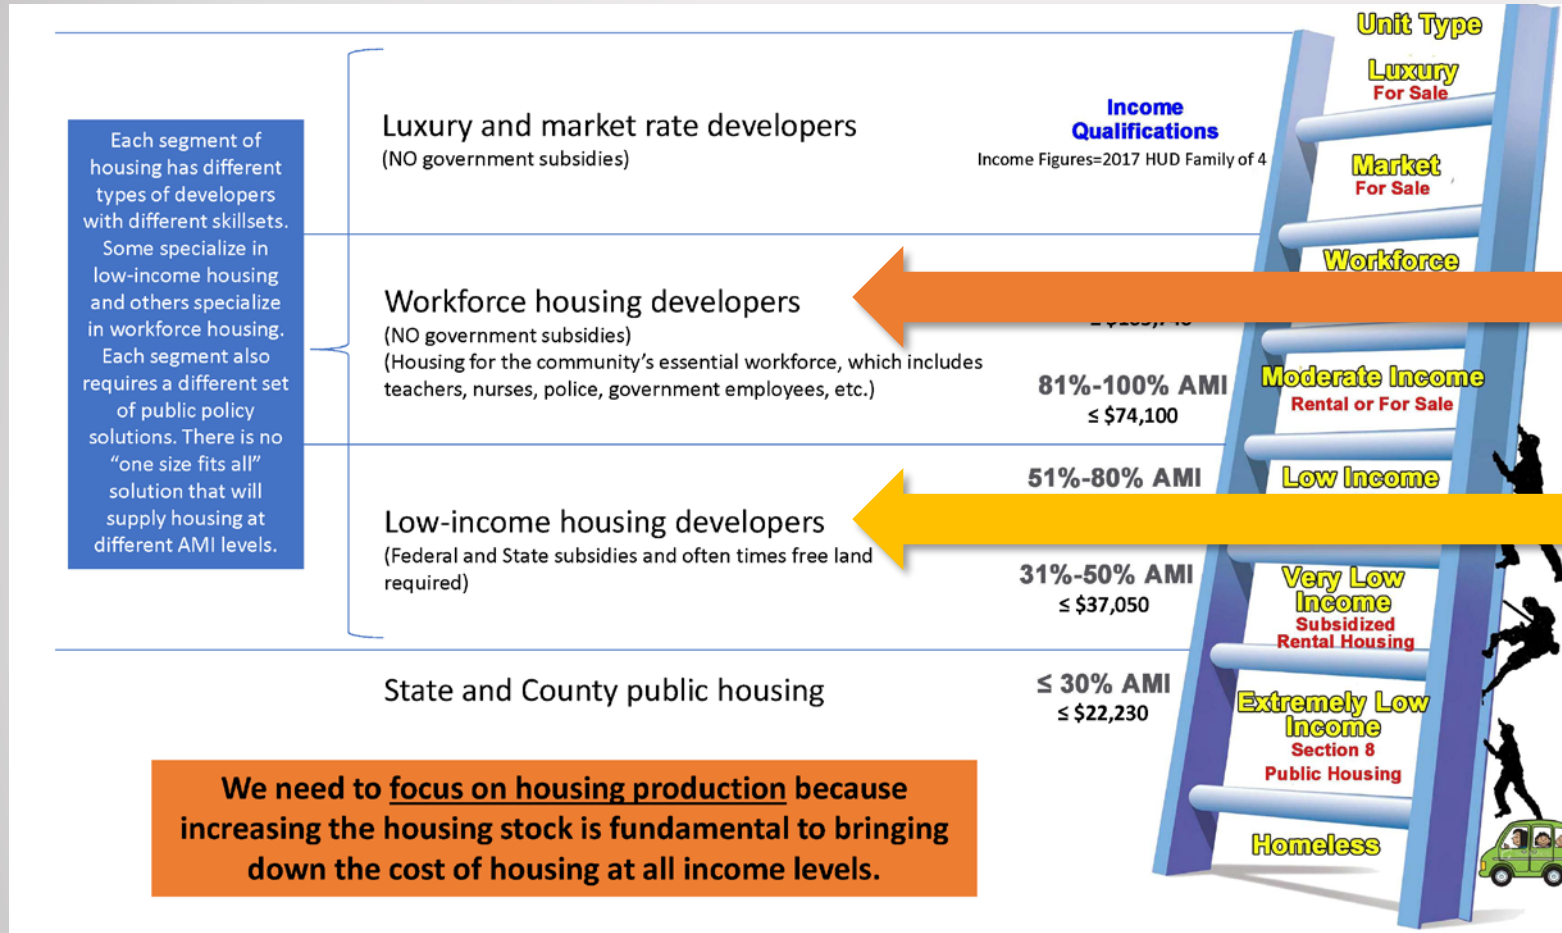 Each segment of
housing has different
types of developers
with different skillsets.
Some specialize in
low-income housing
and others specialize
in workforce housing.
Each segment also
requires a different set
of public policy
solutions. There is no
“one size fits all”
solution that will
supply housing at
different AMI levels.
Luxury and market rate developers
(NO government subsidies)
Workforce housing developers
(NO government subsidies)
(Housing for the community’s essential workforce, which includes
teachers, nurses, police, government employees, etc.)
Low-income housing developers
(Federal and State subsidies and often times free land
required)
State and County public housing
Income
Qualifications
Income Figures=2017 HUD Family of 4
81%-100% AMI
≤ $74,100
51%-80% AMI
31%-50% AMI
≤ $37,050
≤ 30% AMI
≤ $22,230
Unit Type
Luxury
For Sale
Market
For Sale
Workforce
Moderate Income
Rental or For Sale
Low Income
Very Low
Income
Subsidized
Rental Housing
Extremely Low
Income
Section 8
Public Housing
Homeless
We need to focus on housing production because
increasing the housing stock is fundamental to bringing
down the cost of housing at all income levels.